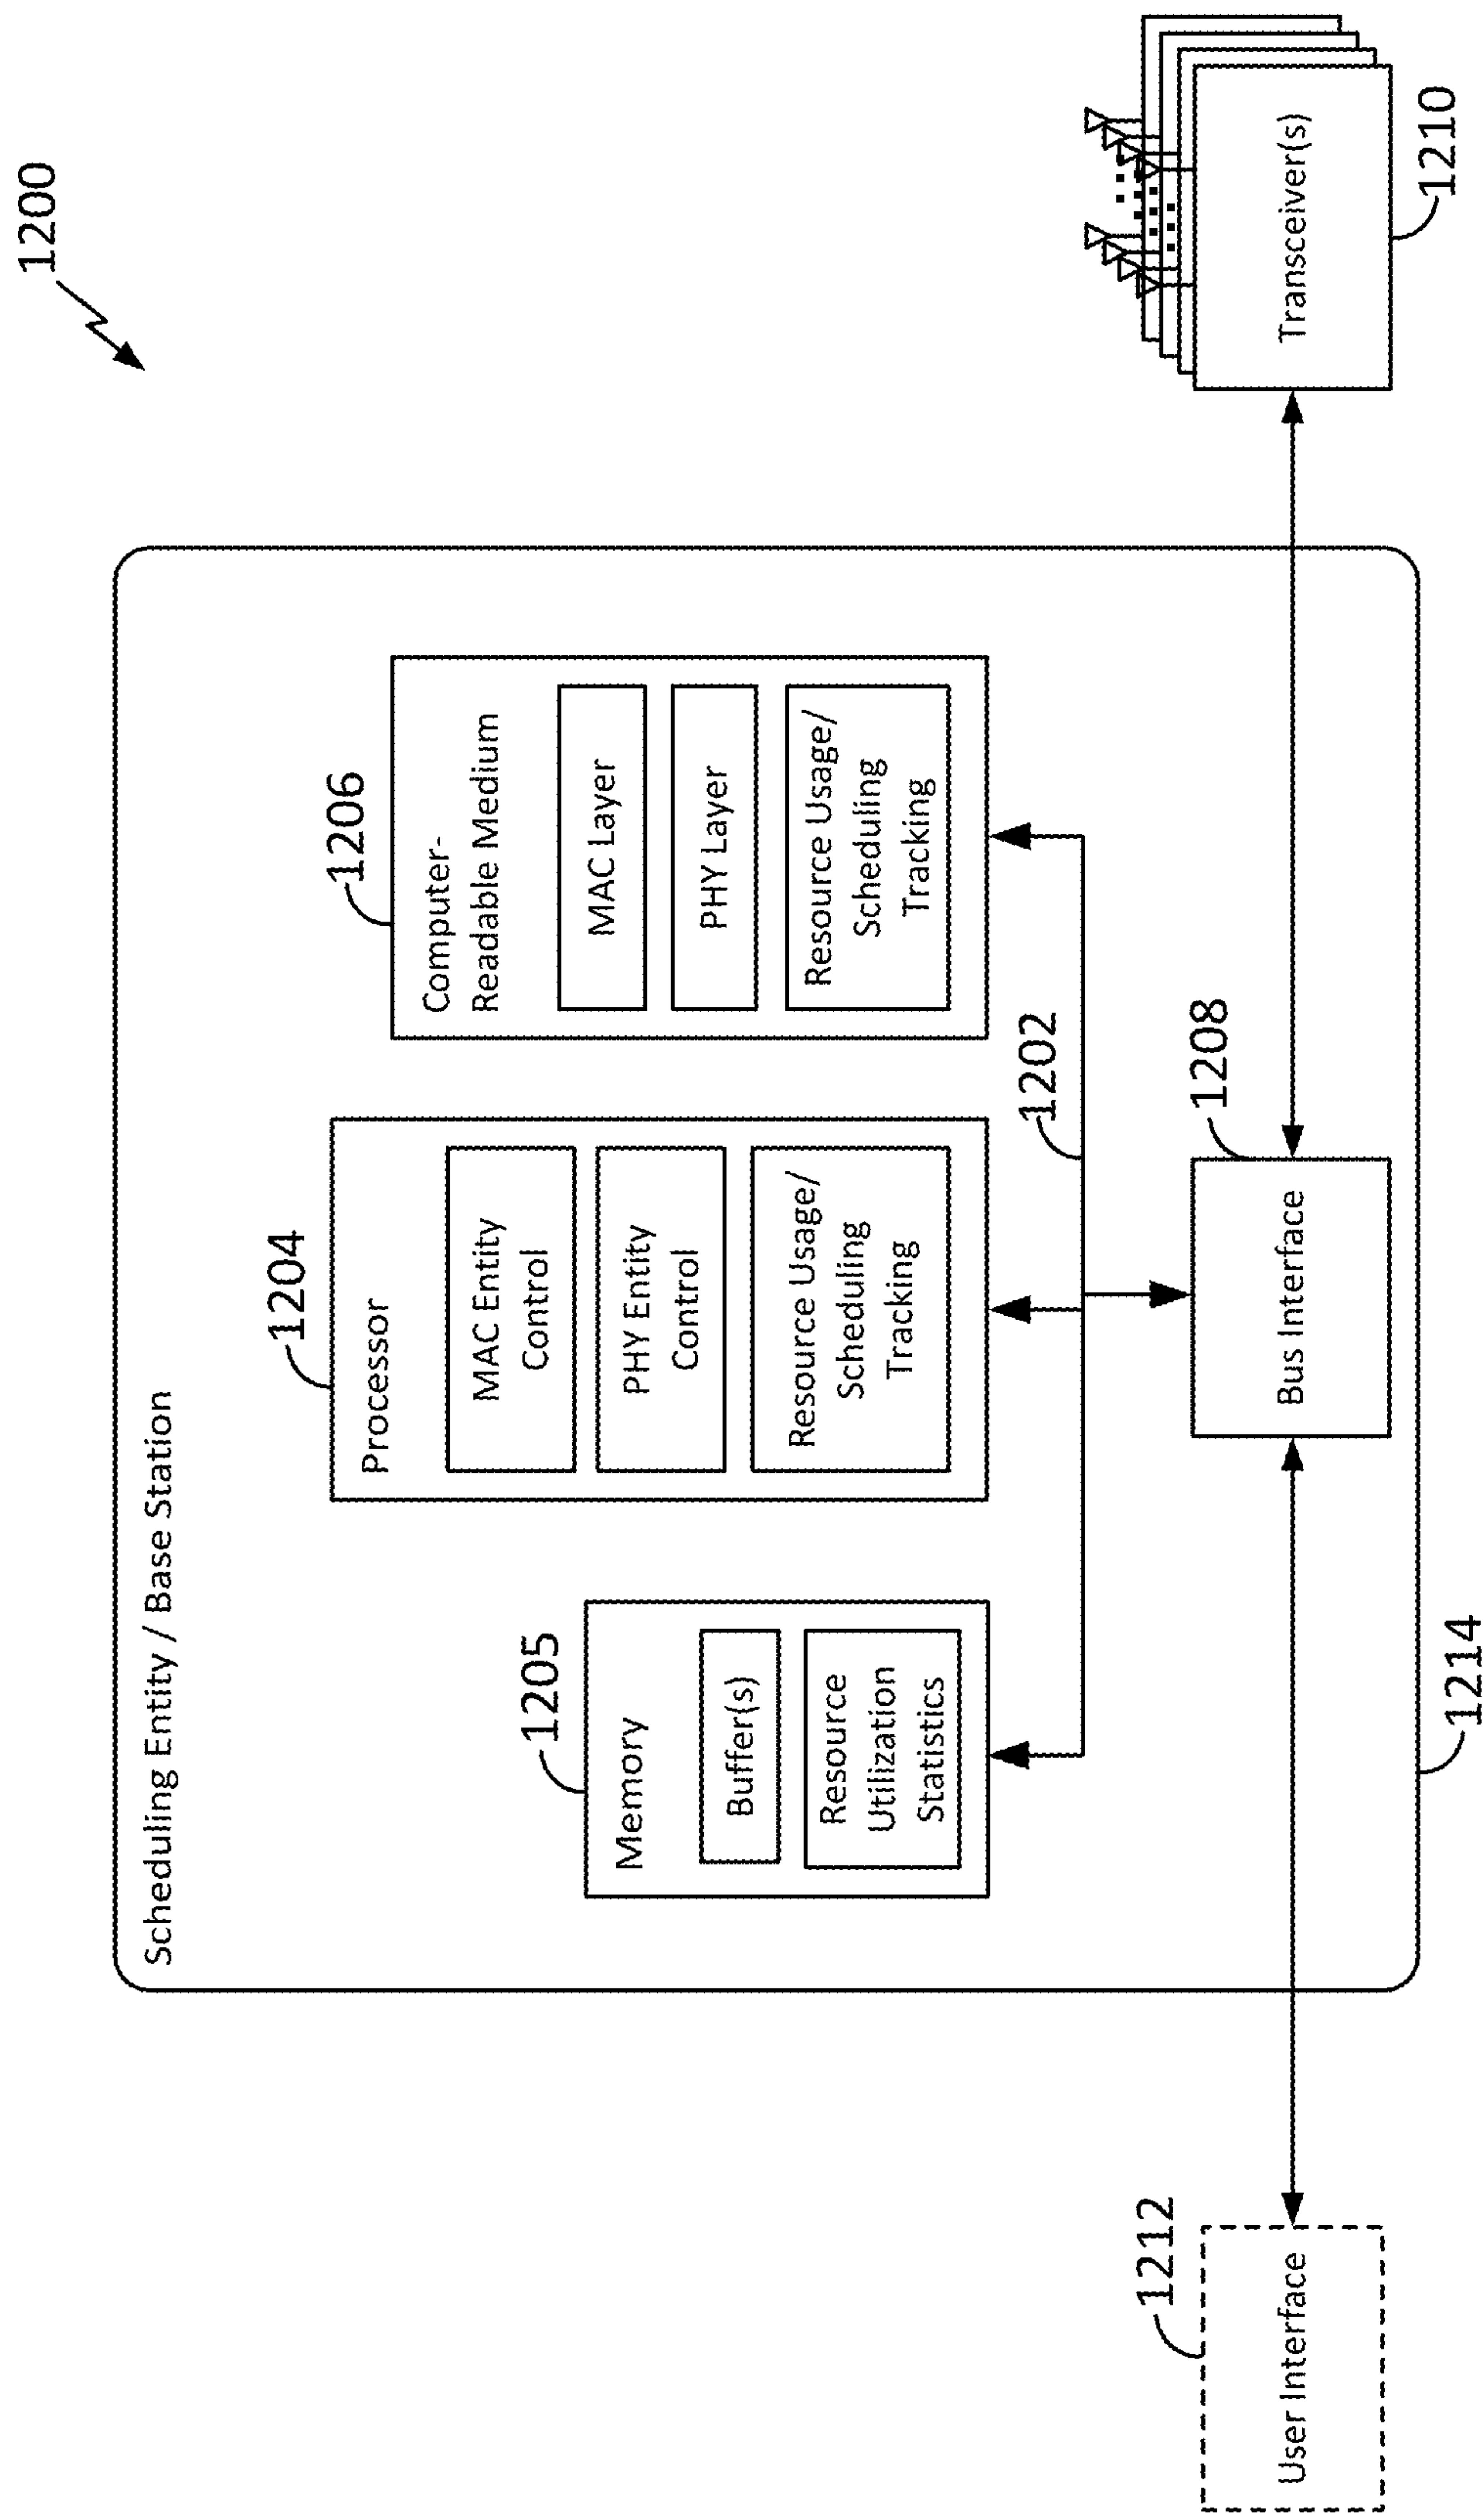 1200
Scheduling Entity / Base Station
1204
1206
1205
Processor
Computer-
Readable Medium
Memory
MAC Entity
Control
MAC Layer
PHY Entity
Control
PHY Layer
Buffer(s)
Resource
Utilization
Statistics
Resource Usage/
Scheduling
Tracking
Resource Usage/
Scheduling
Tracking
1202
1212
1208
User Interface
Bus Interface
Transceiver(s)
1214
1210